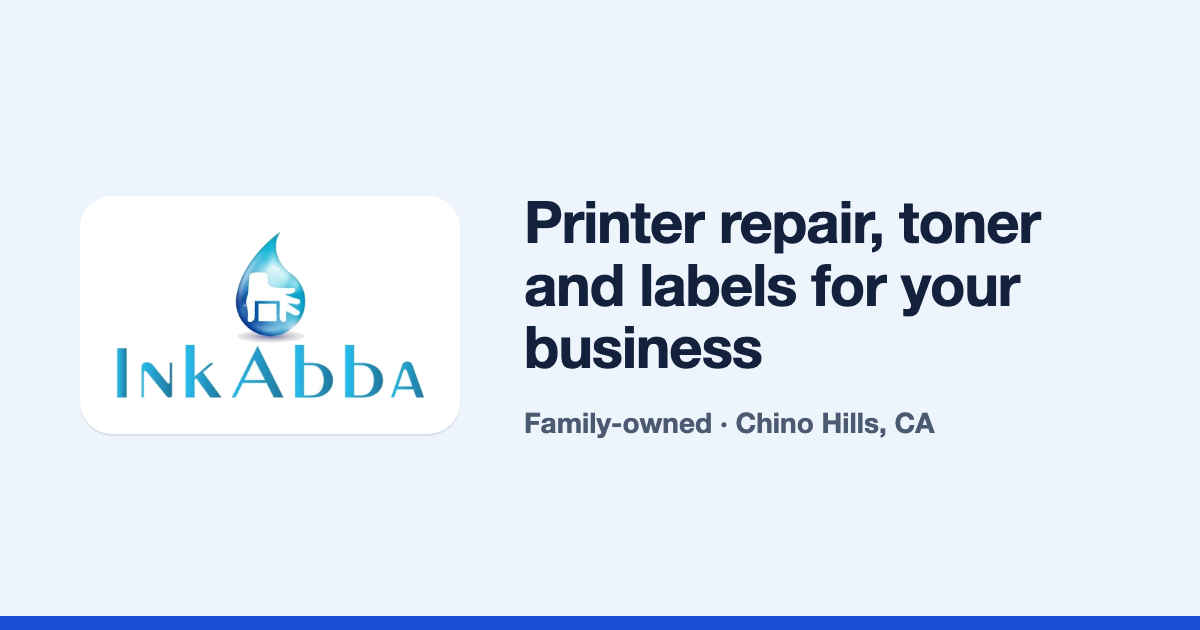 InkAbba
Printer repair, toner
and labels for your
business
Family-owned · Chino Hills, CA